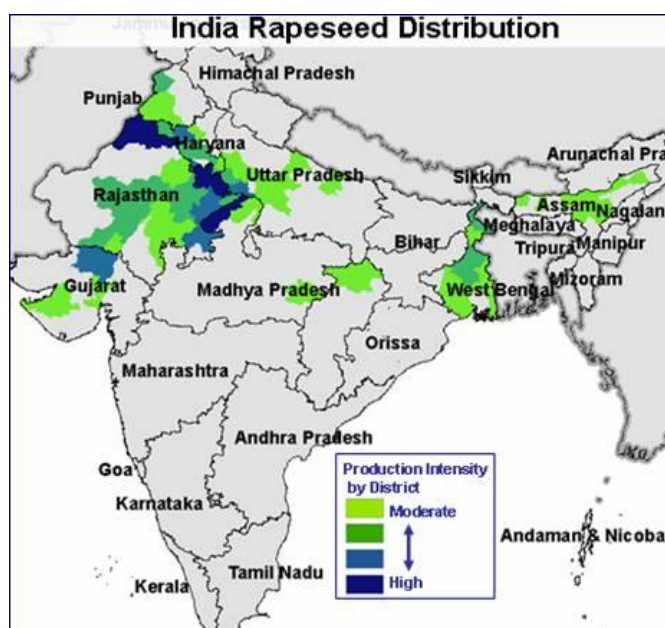 India Rapeseed Distribution
Himachal Pradesh
Punjab
Haryana
Arunachal Pra
Uttar Pradesh
Sikkim
Rajasthan
Assam
Nagalan
Meghalaya
Bihar
Tripura
Manipur
Gujarat
Madhya Pradesh
West Bengal
Mizoram
Orissa
Maharashtra
Andhra Pradesh
Goa
Karnataka
Production Intensity
by District
Moderate
High
Andaman & Nicoba
Kerala
Tamil Nadu